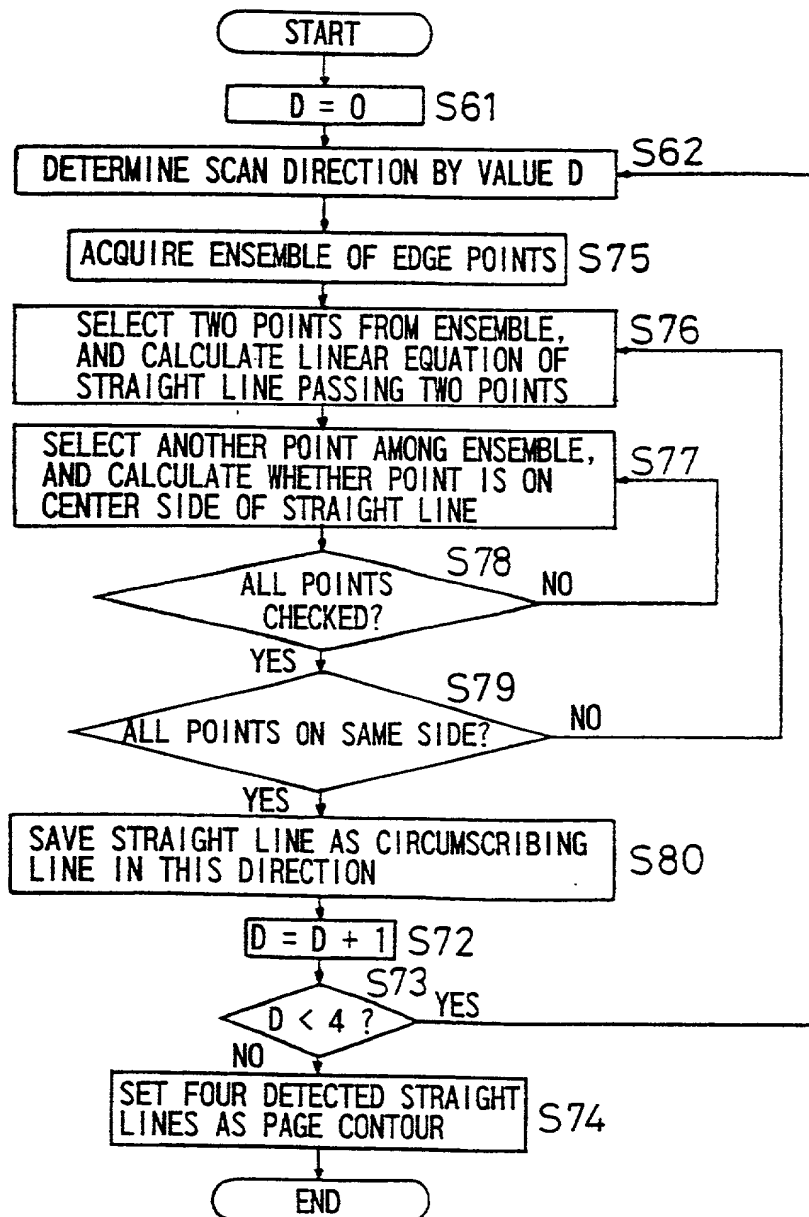 START
D = 0 S61
DETERMINE SCAN DIRECTION BY VALUE D S62
ACQUIRE ENSEMBLE OF EDGE POINTS S75
SELECT TWO POINTS FROM ENSEMBLE, S76
AND CALCULATE LINEAR EQUATION OF
STRAIGHT LINE PASSING TWO POINTS
SELECT ANOTHER POINT AMONG ENSEMBLE, S77
AND CALCULATE WHETHER POINT IS ON
CENTER SIDE OF STRAIGHT LINE
S78
ALL POINTS NO
CHECKED?
YES
S79
ALL POINTS ON SAME SIDE? NO
YES
SAVE STRAIGHT LINE AS CIRCUMSCRIBING S80
LINE IN THIS DIRECTION
D = D + 1 S72
S73
D < 4 ? YES
NO
SET FOUR DETECTED STRAIGHT S74
LINES AS PAGE CONTOUR
END